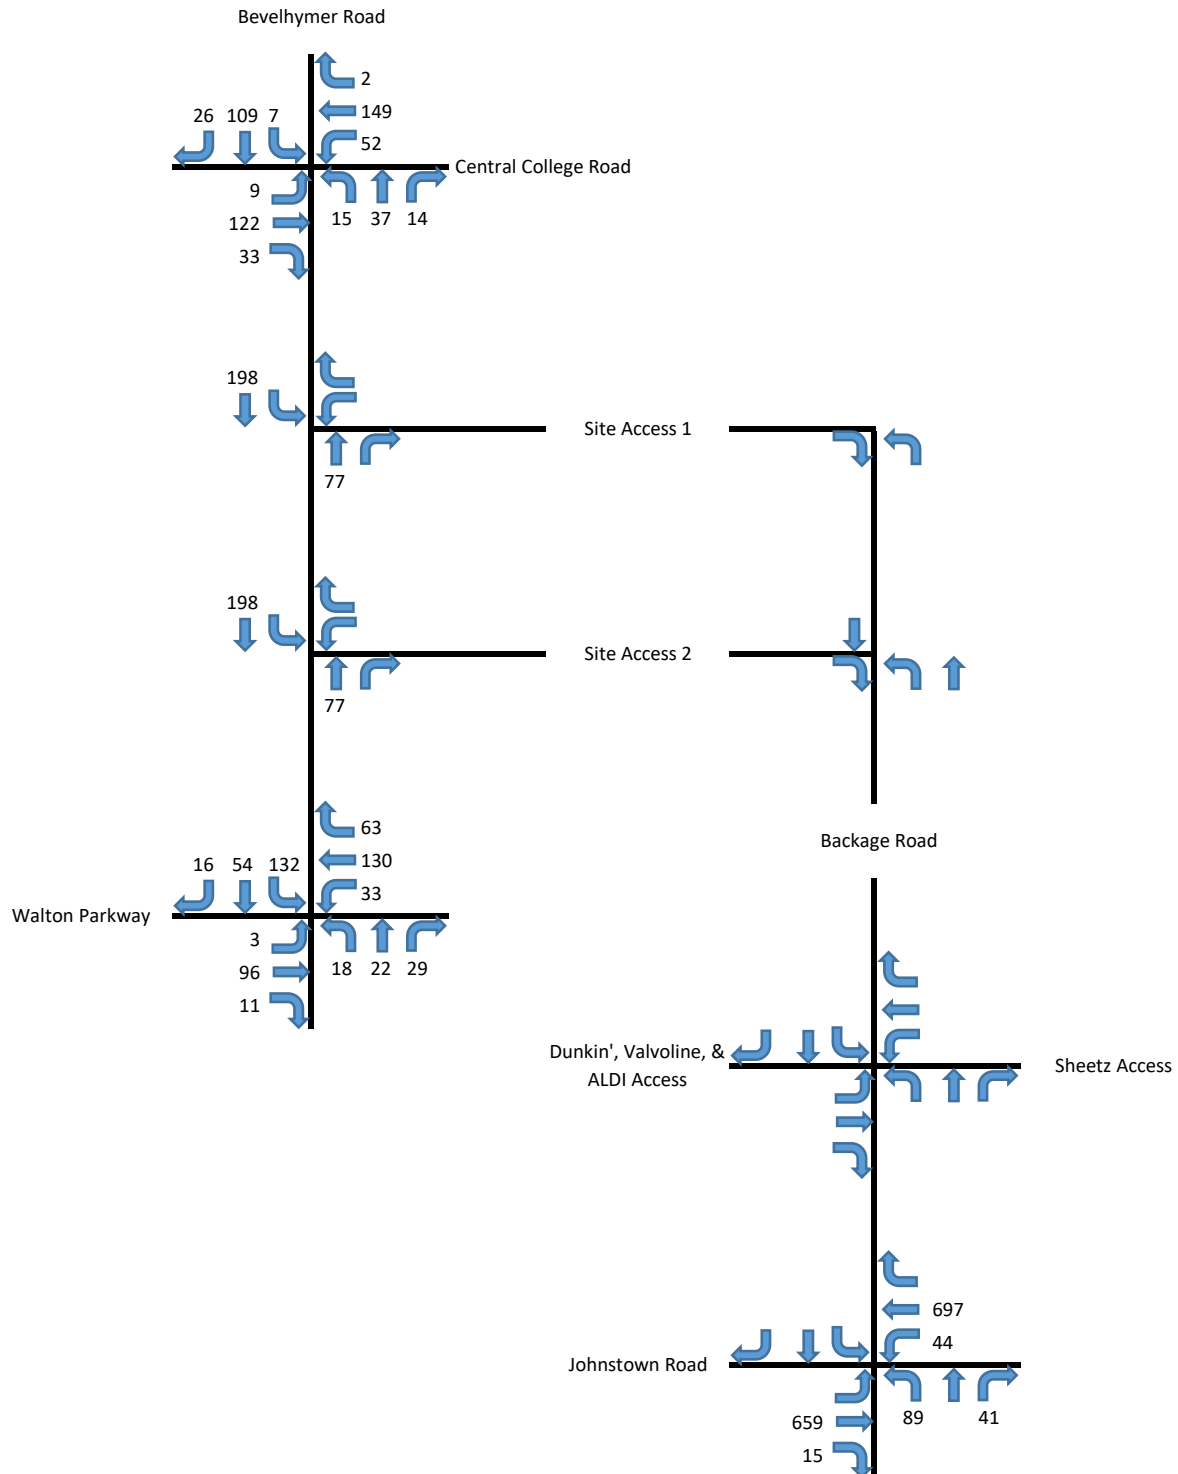 Bevelhymer Road
2
26 109 7
149
52
Central College Road
9
15 37 14
122
33
198
Site Access 1
77
198
Site Access 2
77
63
Backage Road
16 54 132
130
33
Walton Parkway
3
96
18 22 29
11
Dunkin', Valvoline, &
ALDI Access
Sheetz Access
697
44
Johnstown Road
659
89 41
15